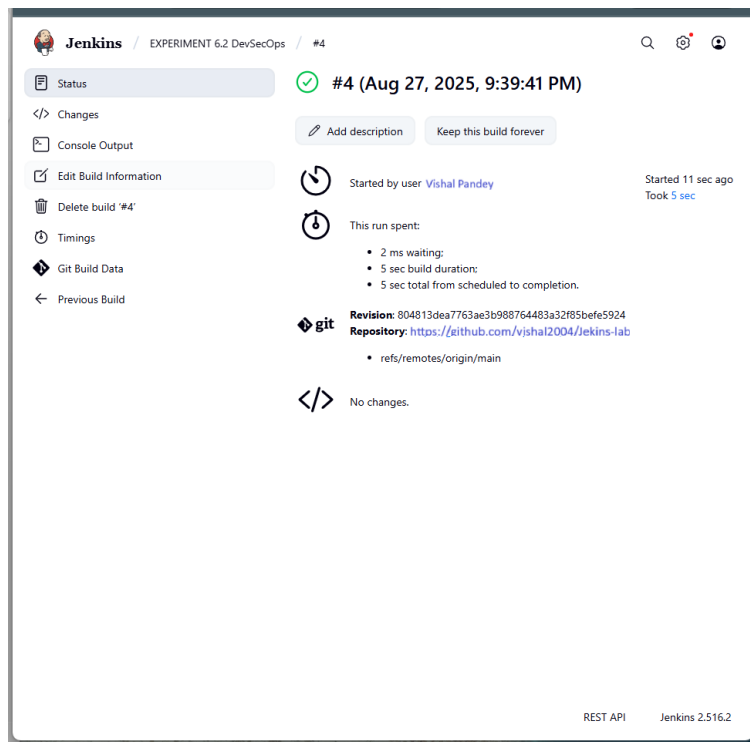 Jenkins / EXPERIMENT 6.2 DevSecOps / #4
Status
Changes
Console Output
Edit Build Information
Delete build '#4'
Timings
Git Build Data
Previous Build
#4 (Aug 27, 2025, 9:39:41 PM)
Add description
Keep this build forever
Started by user Vishal Pandey
Started 11 sec ago
Took 5 sec
This run spent:
• 2 ms waiting;
• 5 sec build duration;
• 5 sec total from scheduled to completion.
git
Revision: 804813dea7763ae3b988764483a32f85befe5924
Repository: https://github.com/vishal2004/Jekins-lab
• refs/remotes/origin/main
No changes.
REST API
Jenkins 2.516.2